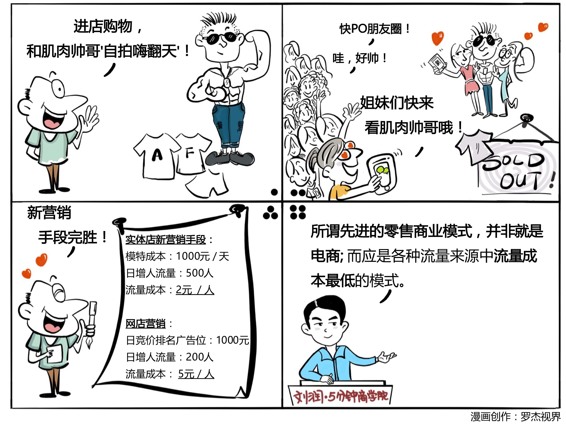 进店购物，
和肌肉帅哥'自拍嗨翻天'！
A F
快PO朋友圈！
哇，好帅！
姐妹们快来
看肌肉帅哥哦！
SOLD
OUT!
新营销
手段完胜！
实体店新营销手段：
模特成本：1000元 / 天
日增人流量：500人
流量成本：2元 / 人
网店营销：
日竞价排名广告位：1000元
日增人流量：200人
流量成本： 5元 / 人
所谓先进的零售商业模式，并非就是
电商; 而应是各种流量来源中流量成
本最低的模式。
刘润·5分钟商学院
漫画创作：罗杰视界